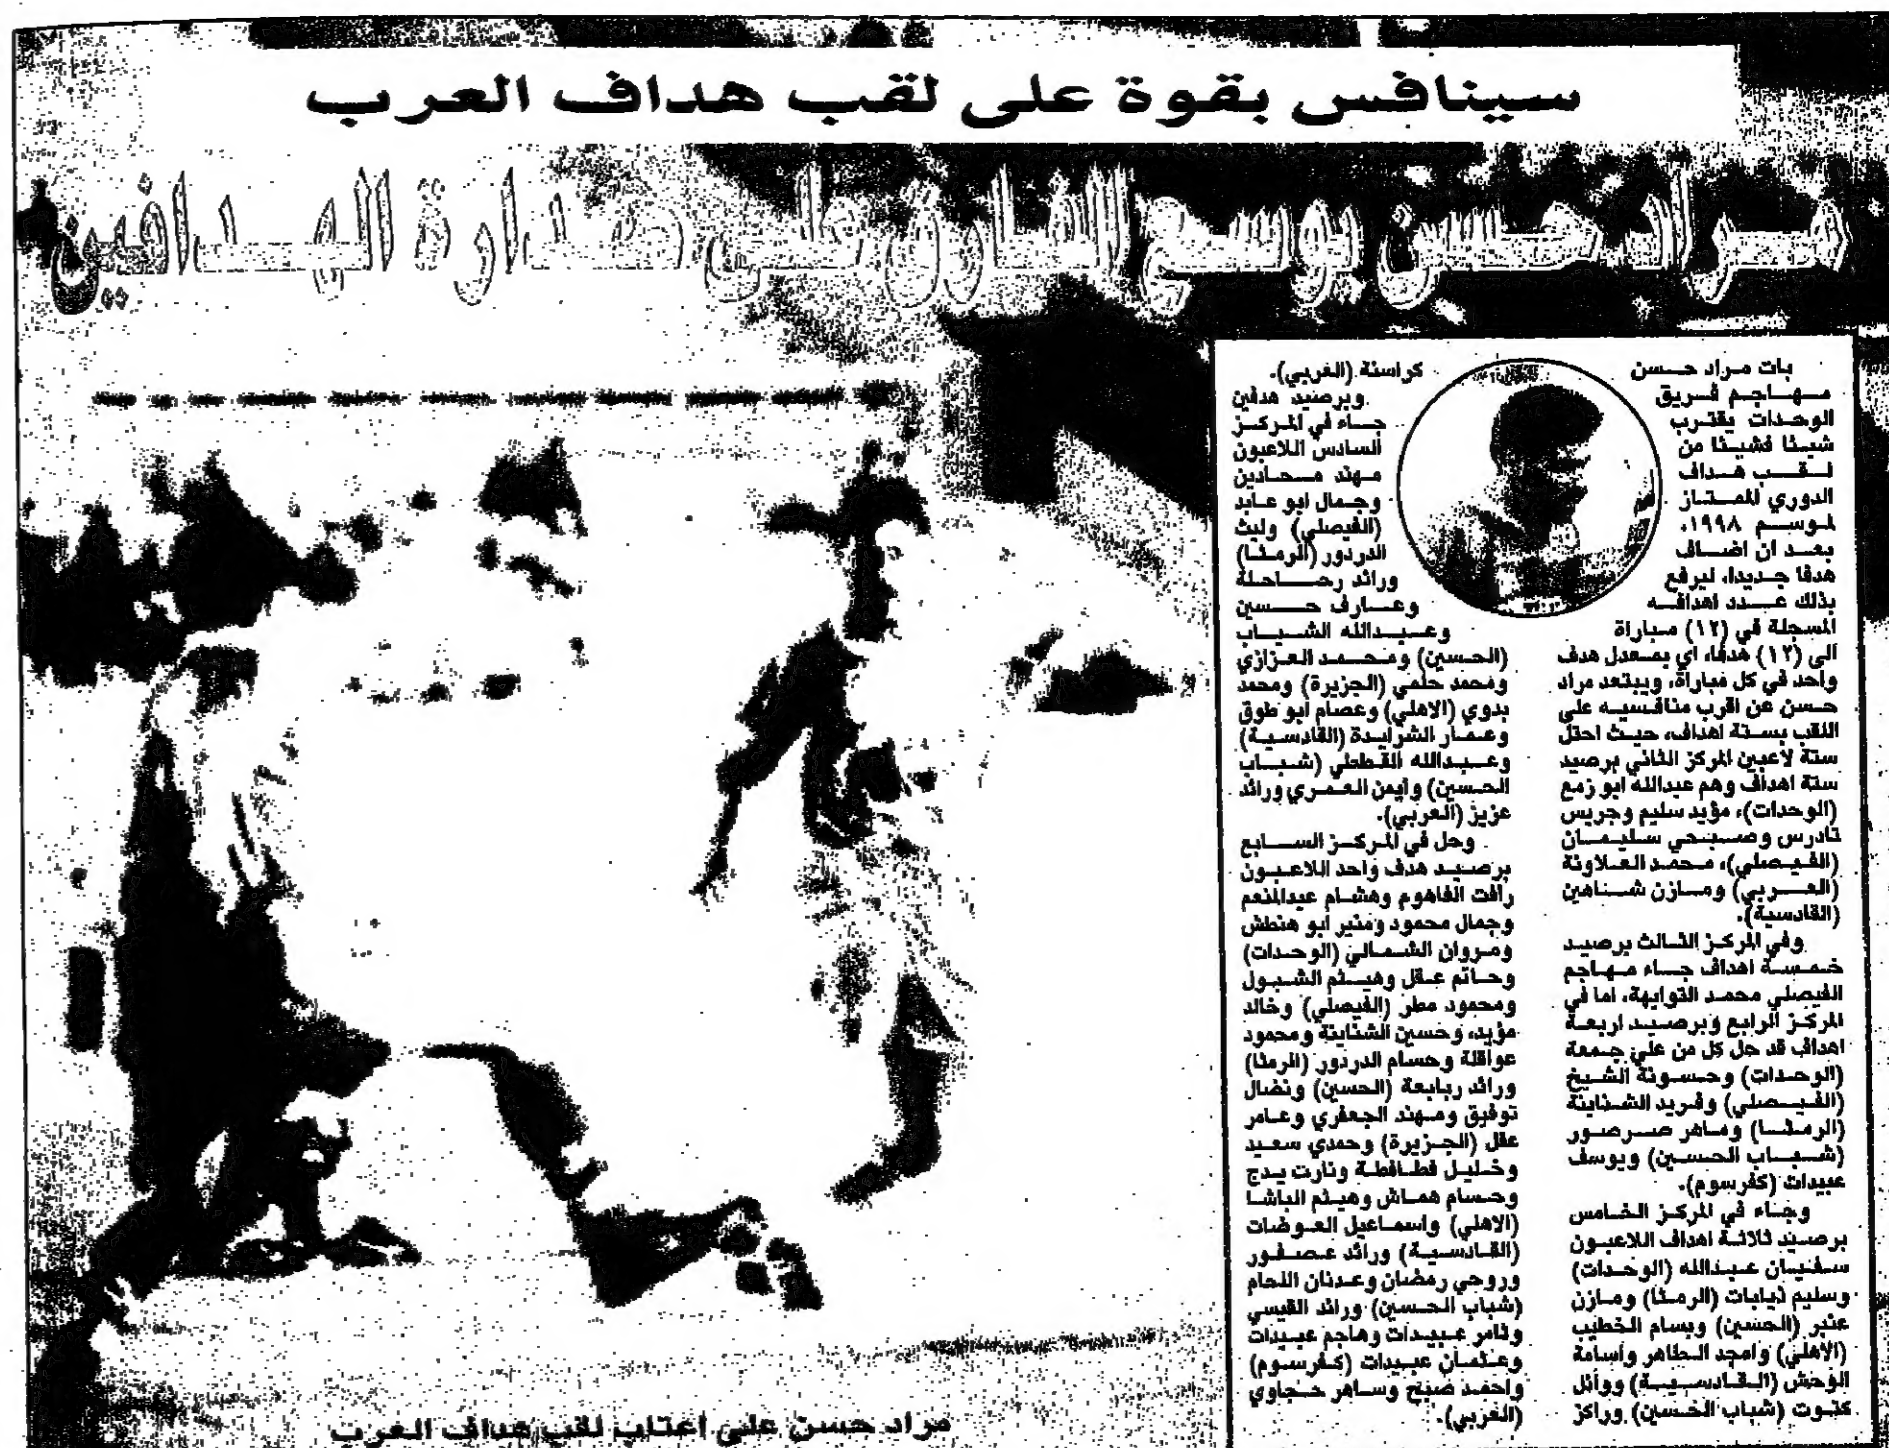 سينافس بقوة على لقب هداف العرب
مراد حسن يوسع الفارق على صدارة الهدافين
بات مراد حسن
مهاجم فريق
الوحدات يقترب
شيئا فشيئا من
لقب هداف
الدوري الممتاز
لموسم ١٩٩٨،
بعد ان اضاف
هدفا جديدا، ليرفع
بذلك عدد اهدافه
المسجلة في (١٢) مباراة
الى (١٢) هدفا، اي بمعدل هدف
واحد في كل مباراة، ويبتعد مراد
حسن عن اقرب منافسيه على
اللقب بستة اهداف، حيث احتل
ستة لاعبين المركز الثاني برصيد
ستة اهداف وهم عبدالله ابو زمع
(الوحدات)، مؤيد سليم وجريس
تادرس وصبحي سليمان
(الفيصلي)، محمد العلاونة
(العربي) ومازن شناهين
(القادسية).
وفي المركز الثالث برصيد
خمسة اهداف جاء مهاجم
الفيصلي محمد التوايهة، اما في
المركز الرابع وبرصيد اربعة
اهداف قد حل كل من علي جمعة
(الوحدات) وحسونة الشيخ
(الفيصلي) وفريد الشناينة
(الرمثا) وماهر صرصور
(شباب الحسين) ويوسف
عبيدات (كفرسوم).
وجاء في المركز الخامس
برصيد ثلاثة اهداف اللاعبون
سفنيان عبدالله (الوحدات)
وسليم ذيابات (الرمثا) ومازن
عنبر (الحسين) وبسام الخطيب
(الاهلي) وامجد الطاهر واسامة
الوحش (القادسية) ووائل
كتوت (شباب الحسين) وراكز
كراسنة (العربي).
وبرصيد هدفين
جاء في المركز
السادس اللاعبون
مهند محادين
وجمال ابو عابد
(الفيصلي) وليث
الدردور (الرمثا)
ورائد رحاحلة
وعارف حسين
وعبدالله الشياب
(الحسين) ومحمد العزازي
ومحمد حلمي (الجزيرة) ومحمد
بدوي (الاهلي) وعصام ابو طوق
وعمار الشرايدة (القادسية)
وعبدالله القططي (شباب
الحسين) وايمن العمري ورائد
عزيز (العربي).
وحل في المركز السابع
برصيد هدف واحد اللاعبون
رافت الفاهوم وهشام عبدالمنعم
وجمال محمود ومنير ابو هنطش
ومروان الشمالي (الوحدات)
وحاتم عقل وهيثم الشبول
ومحمود مطر (الفيصلي) وخالد
مؤيد، وحسين الشناينة ومحمود
عواقلة وحسام الدردور (الرمثا)
ورائد ربابعة (الحسين) ونضال
توفيق ومهند الجعفري وعامر
عقل (الجزيرة) وحمدي سعيد
وخليل فطافطة ونارت يدج
وحسام هماش وهيثم الباشا
(الاهلي) واسماعيل العوضات
(القادسية) ورائد عصفور
وروحي رمضان وعدنان اللحام
(شباب الحسين) ورائد القيسي
وثامر عبيدات وهاجم عبيدات
وعثمان عبيدات (كفرسوم)
واحمد صبح وساهر حجاوي
(العربي).
مراد حسن على اعتاب لقب هداف العرب